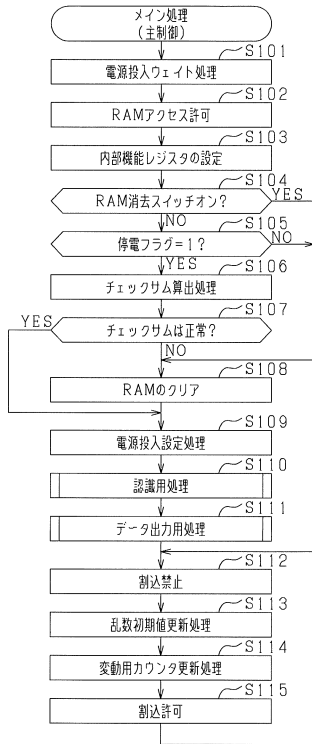 メイン処理
(主制御)
S101
電源投入ウェイト処理
S102
RAMアクセス許可
S103
内部機能レジスタの設定
S104
RAM消去スイッチオン?
YES
NO
S105
停電フラグ=1?
NO
YES
S106
チェックサム算出処理
S107
YES
チェックサムは正常?
NO
S108
RAMのクリア
S109
電源投入設定処理
S110
認識用処理
S111
データ出力用処理
S112
割込禁止
S113
乱数初期値更新処理
S114
変動用カウンタ更新処理
S115
割込許可